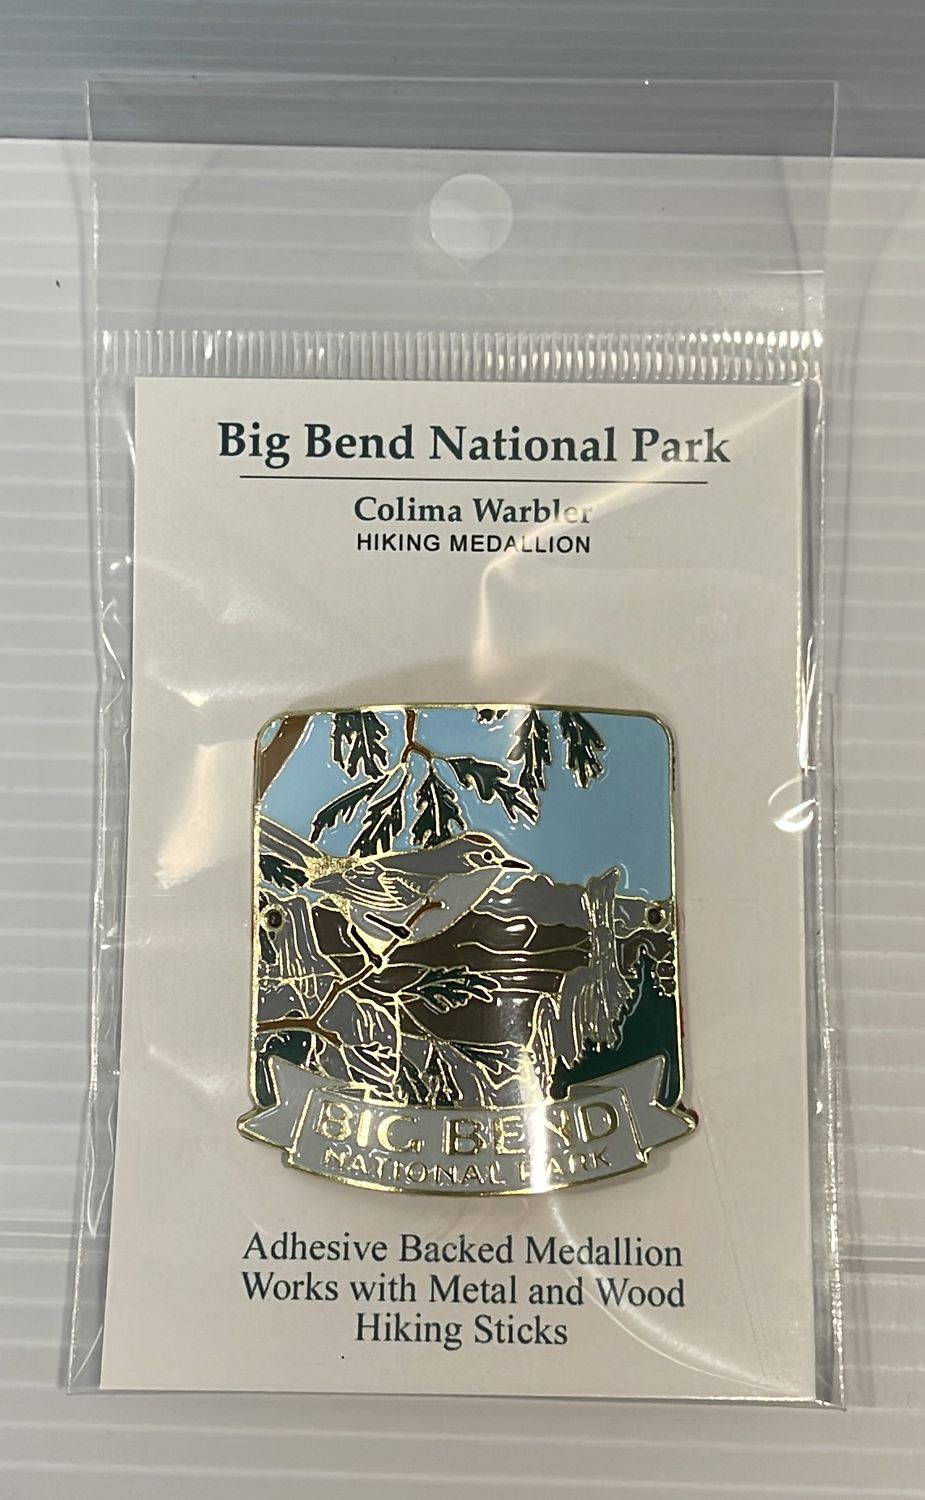 Big Bend National Park
Colima Warbler
HIKING MEDALLION
BIG BEND
NATIONAL PARK
Adhesive Backed Medallion
Works with Metal and Wood
Hiking Sticks